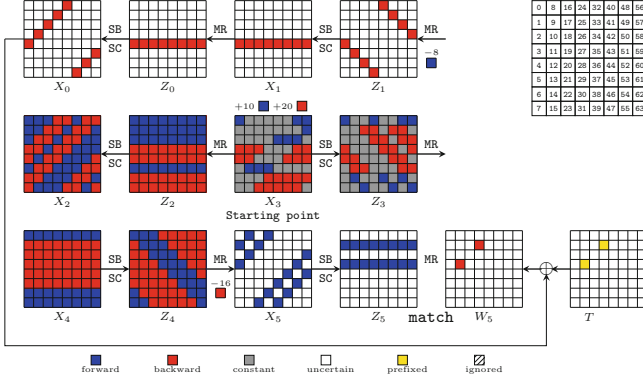 SB MR SB MR
SC SC −8
X0 Z0 X1 Z1
0 8 16 24 32 40 48 56
1 9 17 25 33 41 49 57
2 10 18 26 34 42 50 58
3 11 19 27 35 43 51 59
4 12 20 28 36 44 52 60
5 13 21 29 37 45 53 61
6 14 22 30 38 46 54 62
7 15 23 31 39 47 55 63
+10 +20
SB MR SB MR
SC SC
X2 Z2 X3 Z3
Starting point
SB MR SB MR
SC −16 SC
X4 Z4 X5 Z5 match W5 T
forward backward constant uncertain prefixed ignored